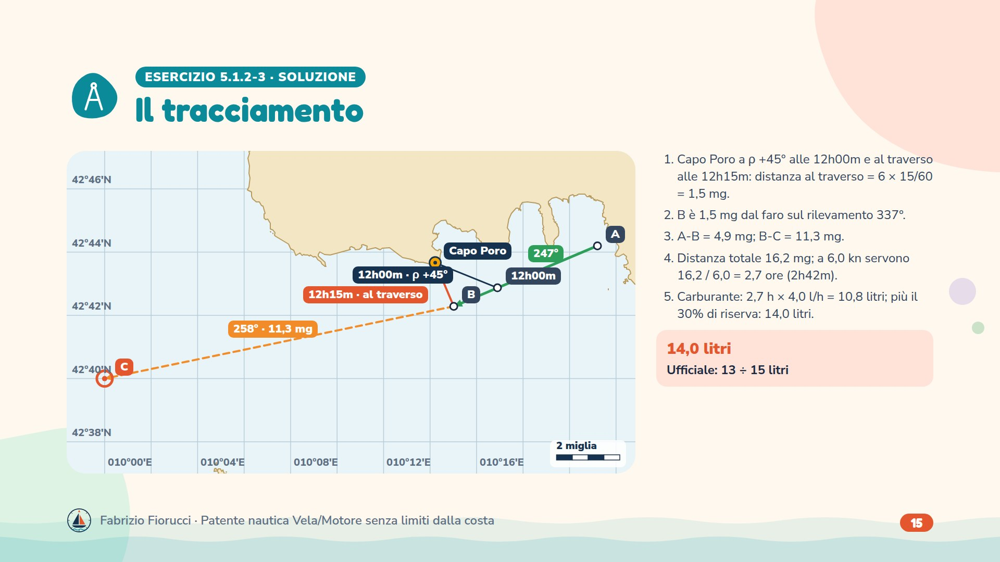 ESERCIZIO 5.1.2-3 · SOLUZIONE
Il tracciamento
42°46'N
42°44'N
42°42'N
42°40'N
42°38'N
010°00'E
010°04'E
010°08'E
010°12'E
010°16'E
A
Capo Poro
247°
12h00m · ρ +45°
12h00m
12h15m · al traverso
B
258° · 11,3 mg
C
2 miglia
1. Capo Poro a ρ +45° alle 12h00m e al traverso
alle 12h15m: distanza al traverso = 6 × 15/60
= 1,5 mg.
2. B è 1,5 mg dal faro sul rilevamento 337°.
3. A-B = 4,9 mg; B-C = 11,3 mg.
4. Distanza totale 16,2 mg; a 6,0 kn servono
16,2 / 6,0 = 2,7 ore (2h42m).
5. Carburante: 2,7 h × 4,0 l/h = 10,8 litri; più il
30% di riserva: 14,0 litri.
14,0 litri
Ufficiale: 13 ÷ 15 litri
Fabrizio Fiorucci · Patente nautica Vela/Motore senza limiti dalla costa
15